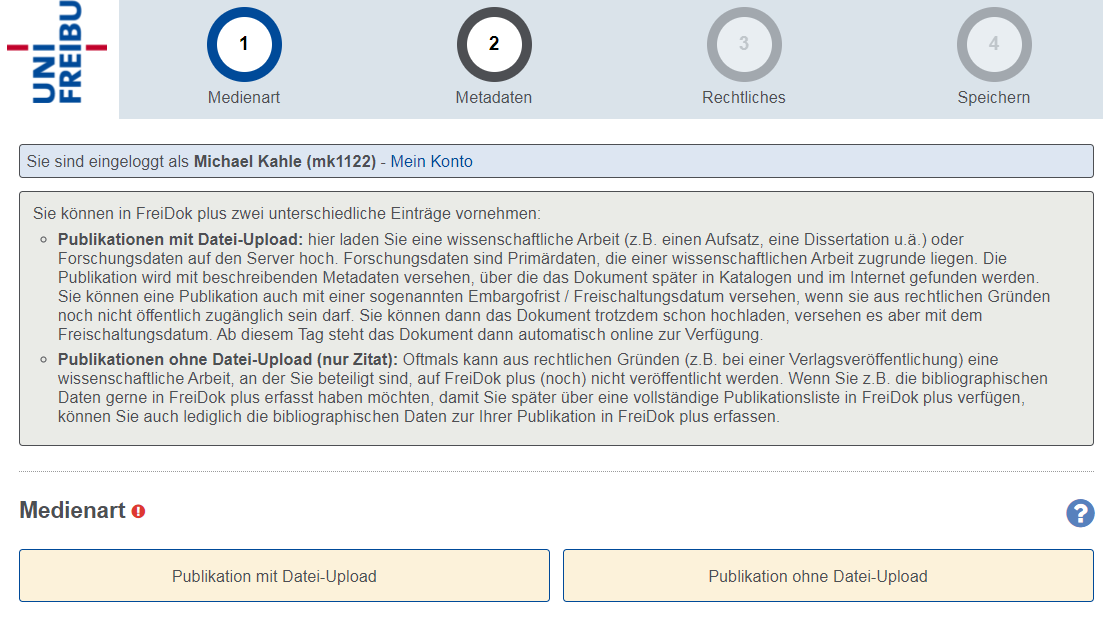 UNI
FREIBU
1
2
3
4
Medienart
Metadaten
Rechtliches
Speichern
Sie sind eingeloggt als Michael Kahle (mk1122) - Mein Konto
Sie können in FreiDok plus zwei unterschiedliche Einträge vornehmen:
Publikationen mit Datei-Upload: hier laden Sie eine wissenschaftliche Arbeit (z.B. einen Aufsatz, eine Dissertation u.ä.) oder
Forschungsdaten auf den Server hoch. Forschungsdaten sind Primärdaten, die einer wissenschaftlichen Arbeit zugrunde liegen. Die
Publikation wird mit beschreibenden Metadaten versehen, über die das Dokument später in Katalogen und im Internet gefunden werden.
Sie können eine Publikation auch mit einer sogenannten Embargofrist / Freischaltungsdatum versehen, wenn sie aus rechtlichen Gründen
noch nicht öffentlich zugänglich sein darf. Sie können dann das Dokument trotzdem schon hochladen, versehen es aber mit dem
Freischaltungsdatum. Ab diesem Tag steht das Dokument dann automatisch online zur Verfügung.
Publikationen ohne Datei-Upload (nur Zitat): Oftmals kann aus rechtlichen Gründen (z.B. bei einer Verlagsveröffentlichung) eine
wissenschaftliche Arbeit, an der Sie beteiligt sind, auf FreiDok plus (noch) nicht veröffentlicht werden. Wenn Sie z.B. die bibliographischen
Daten gerne in FreiDok plus erfasst haben möchten, damit Sie später über eine vollständige Publikationsliste in FreiDok plus verfügen,
können Sie auch lediglich die bibliographischen Daten zur Ihrer Publikation in FreiDok plus erfassen.
Medienart
Publikation mit Datei-Upload
Publikation ohne Datei-Upload